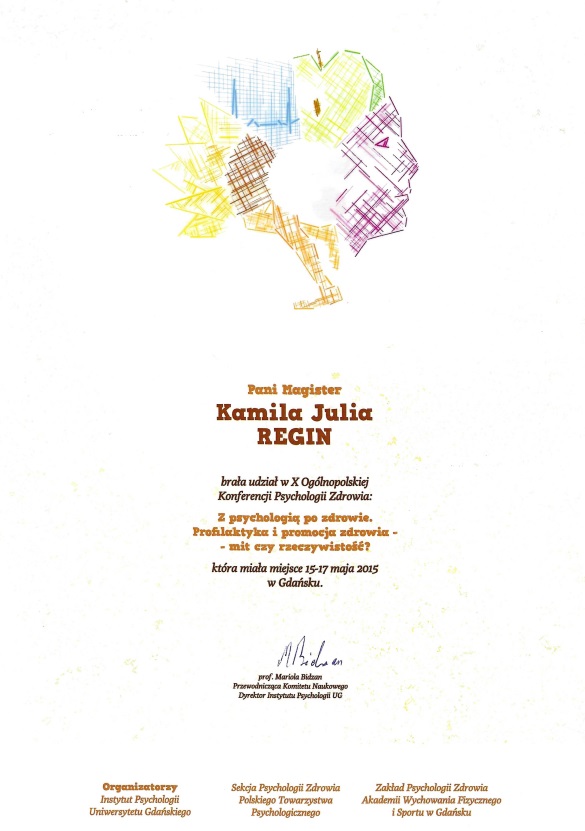 Pani Magister
Kamila Julia
REGIN
brała udział w X Ogólnopolskiej
Konferencji Psychologii Zdrowia:
Z psychologią po zdrowie.
Profilaktyka i promocja zdrowia -
- mit czy rzeczywistość?
która miała miejsce 15-17 maja 2015
w Gdańsku.
M Bidzan
prof. Mariola Bidzan
Przewodnicząca Komitetu Naukowego
Dyrektor Instytutu Psychologii UG
Organizatorzy
Instytut Psychologii
Uniwersytetu Gdańskiego
Sekcja Psychologii Zdrowia
Polskiego Towarzystwa
Psychologicznego
Zakład Psychologii Zdrowia
Akademii Wychowania Fizycznego
i Sportu w Gdańsku